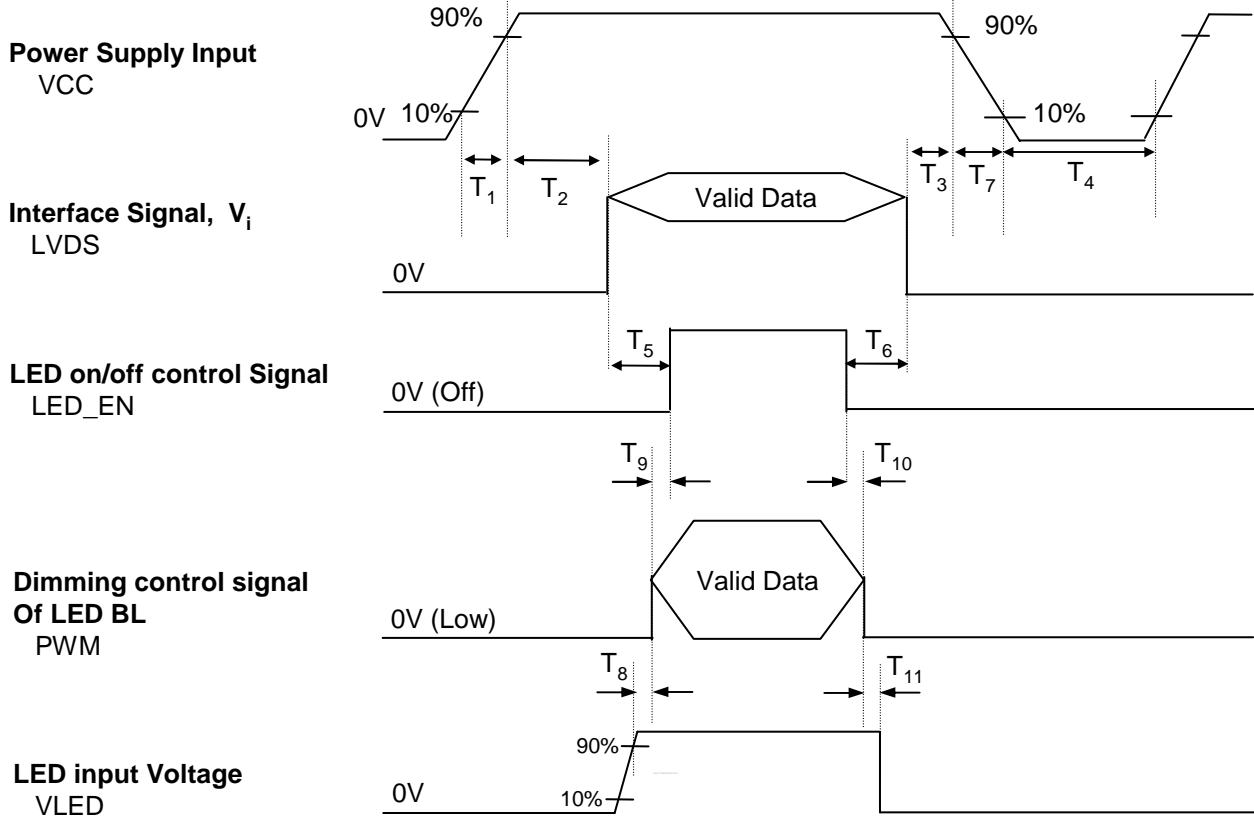 90%
90%
Power Supply Input
VCC
0V
10%
10%
T1
T2
T3
T7
T4
Valid Data
Interface Signal, Vi
LVDS
0V
T5
T6
LED on/off control Signal
LED_EN
0V (Off)
T9
T10
Dimming control signal
Of LED BL
PWM
Valid Data
0V (Low)
T8
T11
90%
LED input Voltage
VLED
0V
10%